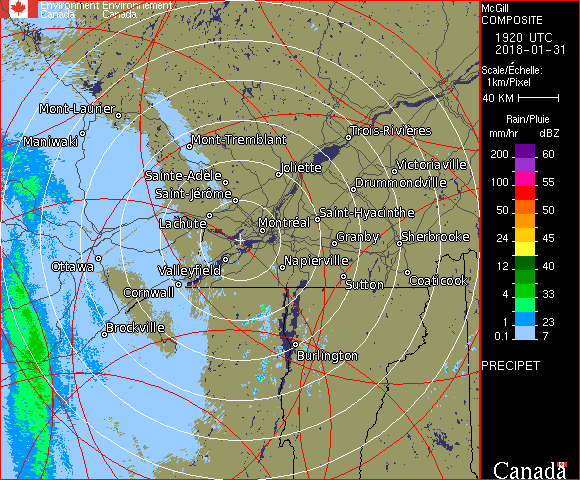 Environment Environnement
Canada Canada
McGill
COMPOSITE
1920 UTC
2018-01-31
Scale/Échelle:
1km/Pixel
40 KM
Rain/Pluie
mm/hr dBZ
200 60
100 55
50 50
24 45
12 40
4 33
1 23
0.1 7
PRECIPET
Canada
Mont-Laurier
Maniwaki
Mont-Tremblant
Trois-Rivières
Sainte-Adèle
Joliette
Victoriaville
Saint-Jérôme
Drummondville
Lachute
Montréal
Saint-Hyacinthe
Granby
Sherbrooke
Ottawa
Valleyfield
Napierville
Cornwall
Sutton
Coaticook
Brockville
Burlington